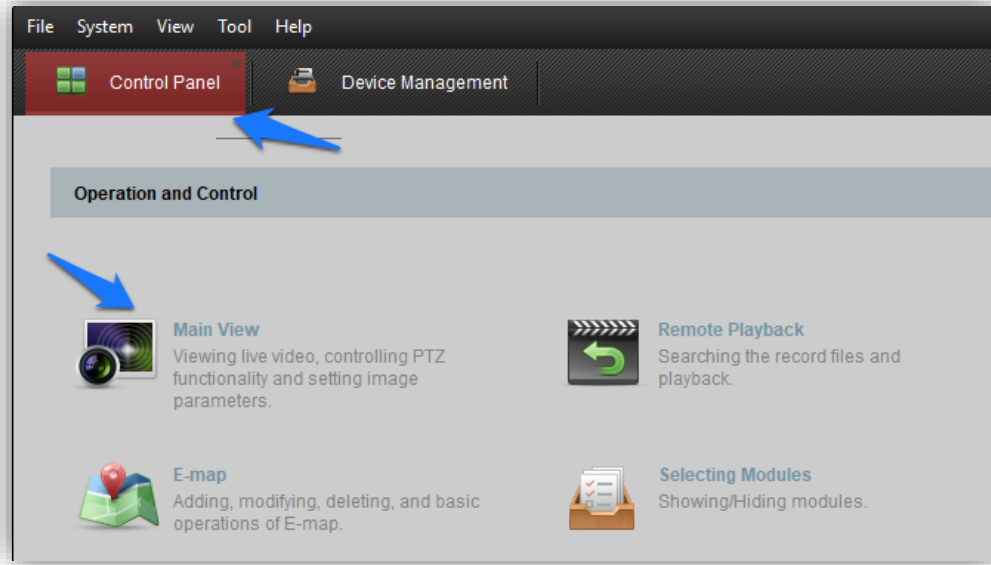 File System View Tool Help
Control Panel Device Management
Operation and Control
Main View
Viewing live video, controlling PTZ
functionality and setting image
parameters.
Remote Playback
Searching the record files and
playback.
E-map
Adding, modifying, deleting, and basic
operations of E-map.
Selecting Modules
Showing/Hiding modules.